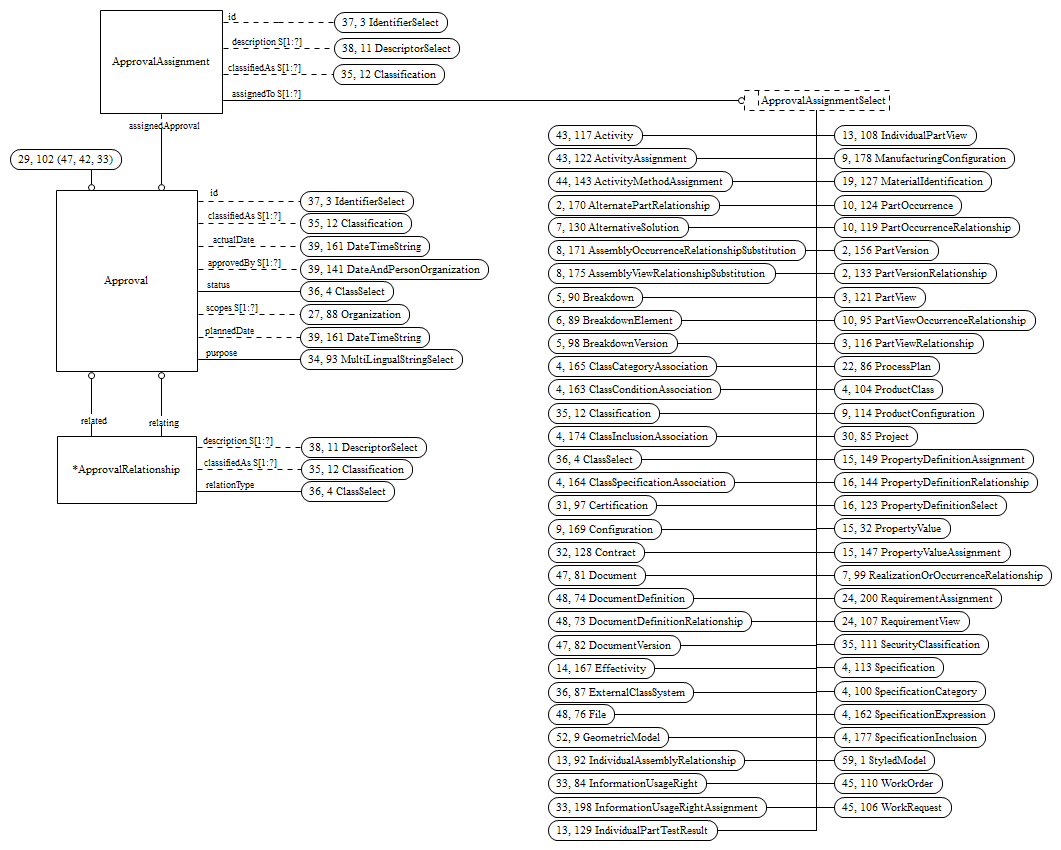 id
37, 3 IdentifierSelect
description S[1:?]
38, 11 DescriptorSelect
ApprovalAssignment
classifiedAs S[1:?]
35, 12 Classification
assignedTo S[1:?]
ApprovalAssignmentSelect
assignedApproval
29, 102 (47, 42, 33)
id
37, 3 IdentifierSelect
classifiedAs S[1:?]
35, 12 Classification
actualDate
39, 161 DateTimeString
approvedBy S[1:?]
39, 141 DateAndPersonOrganization
Approval
status
36, 4 ClassSelect
scopes S[1:?]
27, 88 Organization
plannedDate
39, 161 DateTimeString
purpose
34, 93 MultiLingualStringSelect
related
relating
*ApprovalRelationship
description S[1:?]
38, 11 DescriptorSelect
classifiedAs S[1:?]
35, 12 Classification
relationType
36, 4 ClassSelect
43, 117 Activity
43, 122 ActivityAssignment
44, 143 ActivityMethodAssignment
2, 170 AlternatePartRelationship
7, 130 AlternativeSolution
8, 171 AssemblyOccurrenceRelationshipSubstitution
8, 175 AssemblyViewRelationshipSubstitution
5, 90 Breakdown
6, 89 BreakdownElement
5, 98 BreakdownVersion
4, 165 ClassCategoryAssociation
4, 163 ClassConditionAssociation
35, 12 Classification
4, 174 ClassInclusionAssociation
36, 4 ClassSelect
4, 164 ClassSpecificationAssociation
31, 97 Certification
9, 169 Configuration
32, 128 Contract
47, 81 Document
48, 74 DocumentDefinition
48, 73 DocumentDefinitionRelationship
47, 82 DocumentVersion
14, 167 Effectivity
36, 87 ExternalClassSystem
48, 76 File
52, 9 GeometricModel
13, 92 IndividualAssemblyRelationship
33, 84 InformationUsageRight
33, 198 InformationUsageRightAssignment
13, 129 IndividualPartTestResult
13, 108 IndividualPartView
9, 178 ManufacturingConfiguration
19, 127 MaterialIdentification
10, 124 PartOccurrence
10, 119 PartOccurrenceRelationship
2, 156 PartVersion
2, 133 PartVersionRelationship
3, 121 PartView
10, 95 PartViewOccurrenceRelationship
3, 116 PartViewRelationship
22, 86 ProcessPlan
4, 104 ProductClass
9, 114 ProductConfiguration
30, 85 Project
15, 149 PropertyDefinitionAssignment
16, 144 PropertyDefinitionRelationship
16, 123 PropertyDefinitionSelect
15, 32 PropertyValue
15, 147 PropertyValueAssignment
7, 99 RealizationOrOccurrenceRelationship
24, 200 RequirementAssignment
24, 107 RequirementView
35, 111 SecurityClassification
4, 113 Specification
4, 100 SpecificationCategory
4, 162 SpecificationExpression
4, 177 SpecificationInclusion
59, 1 StyledModel
45, 110 WorkOrder
45, 106 WorkRequest